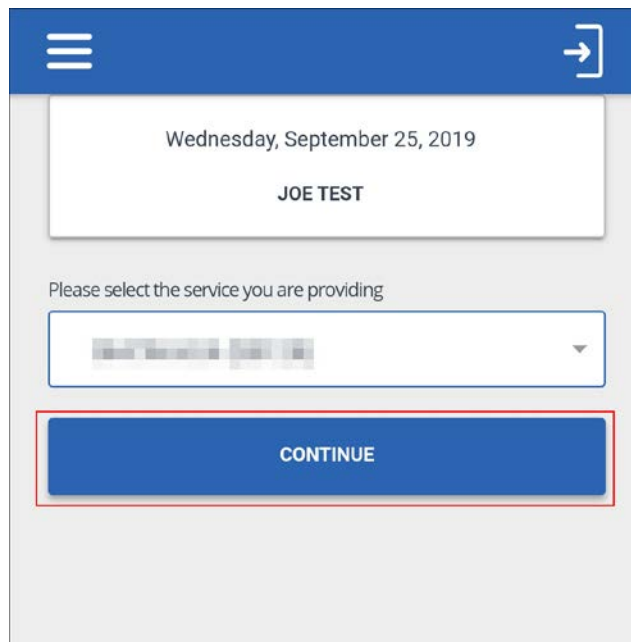 Wednesday, September 25, 2019
JOE TEST
Please select the service you are providing
CONTINUE